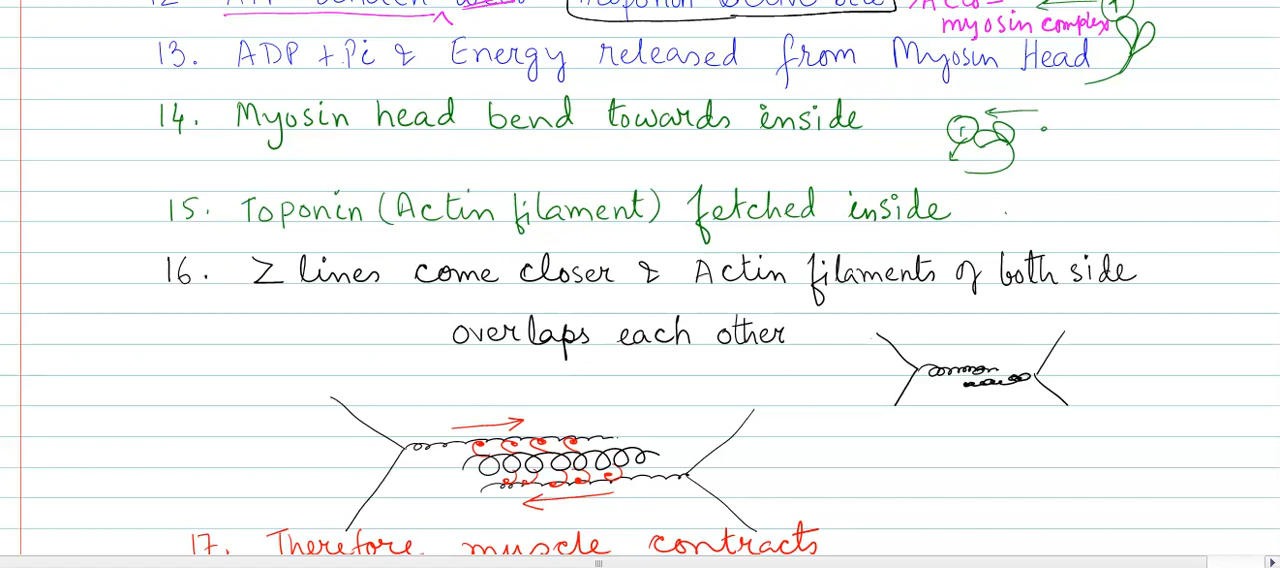 myosin complex
13. ADP + Pi & Energy released from Myosin Head
14. Myosin head bend towards inside
15. Toponin (Actin filament) fetched inside
16. Z lines come closer & Actin filaments of both side
overlaps each other
17. Therefore muscle contracts